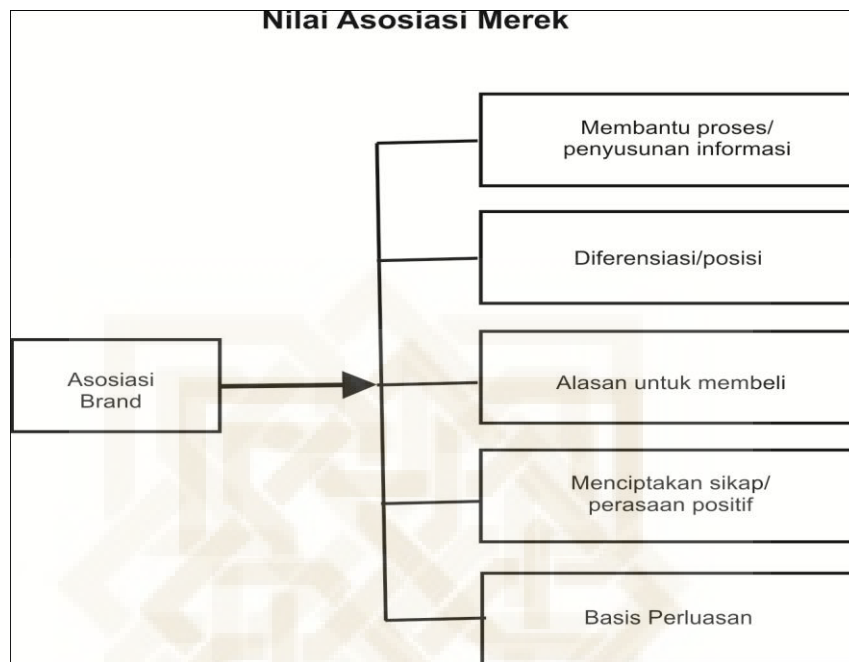 Nilai Asosiasi Merek
Membantu proses/
penyusunan informasi
Diferensiasi/posisi
Asosiasi
Brand
Alasan untuk membeli
Menciptakan sikap/
perasaan positif
Basis Perluasan